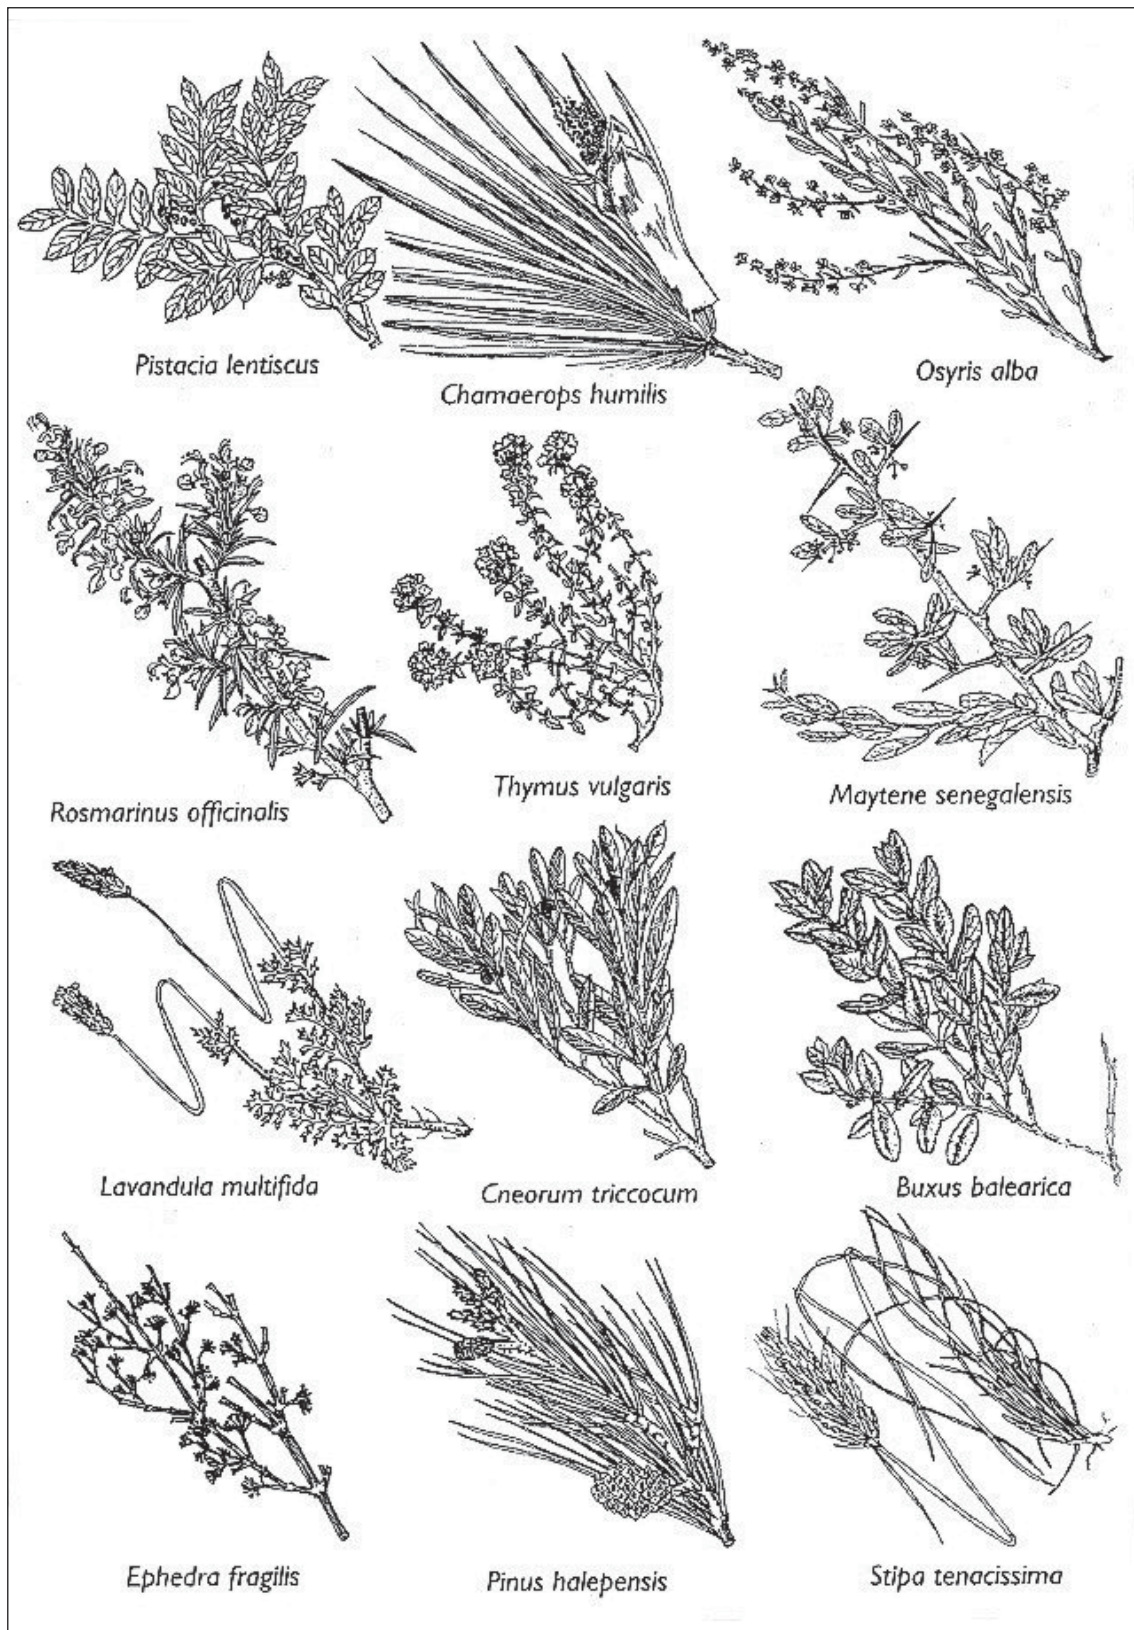 Pistacia lentiscus
Chamaerops humilis
Osyris alba
Rosmarinus officinalis
Thymus vulgaris
Maytene senegalensis
Lavandula multifida
Cneorum triccocum
Buxus balearica
Ephedra fragilis
Pinus halepensis
Stipa tenacissima